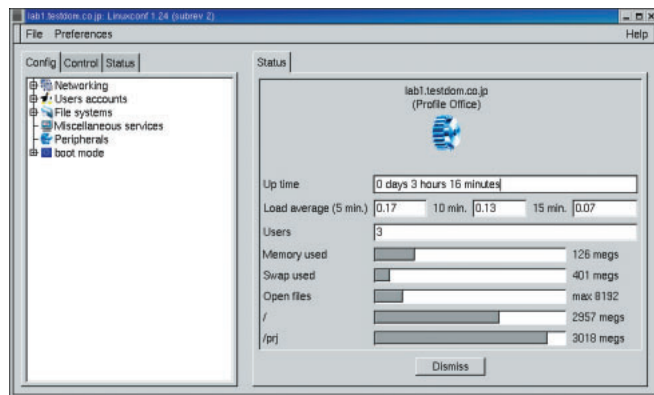 lab1.testdom.co.jp: Linuxconf 1.24 (subrev 2)
File Preferences Help
Config Control Status
Networking
Users accounts
File systems
Miscellaneous services
Peripherals
boot mode
Status
lab1.testdom.co.jp
(Profile Office)
Up time 0 days 3 hours 16 minutes
Load average (5 min.) 0.17 10 min. 0.13 15 min. 0.07
Users 3
Memory used 126 megs
Swap used 401 megs
Open files max 8192
/ 2957 megs
/prj 3018 megs
Dismiss